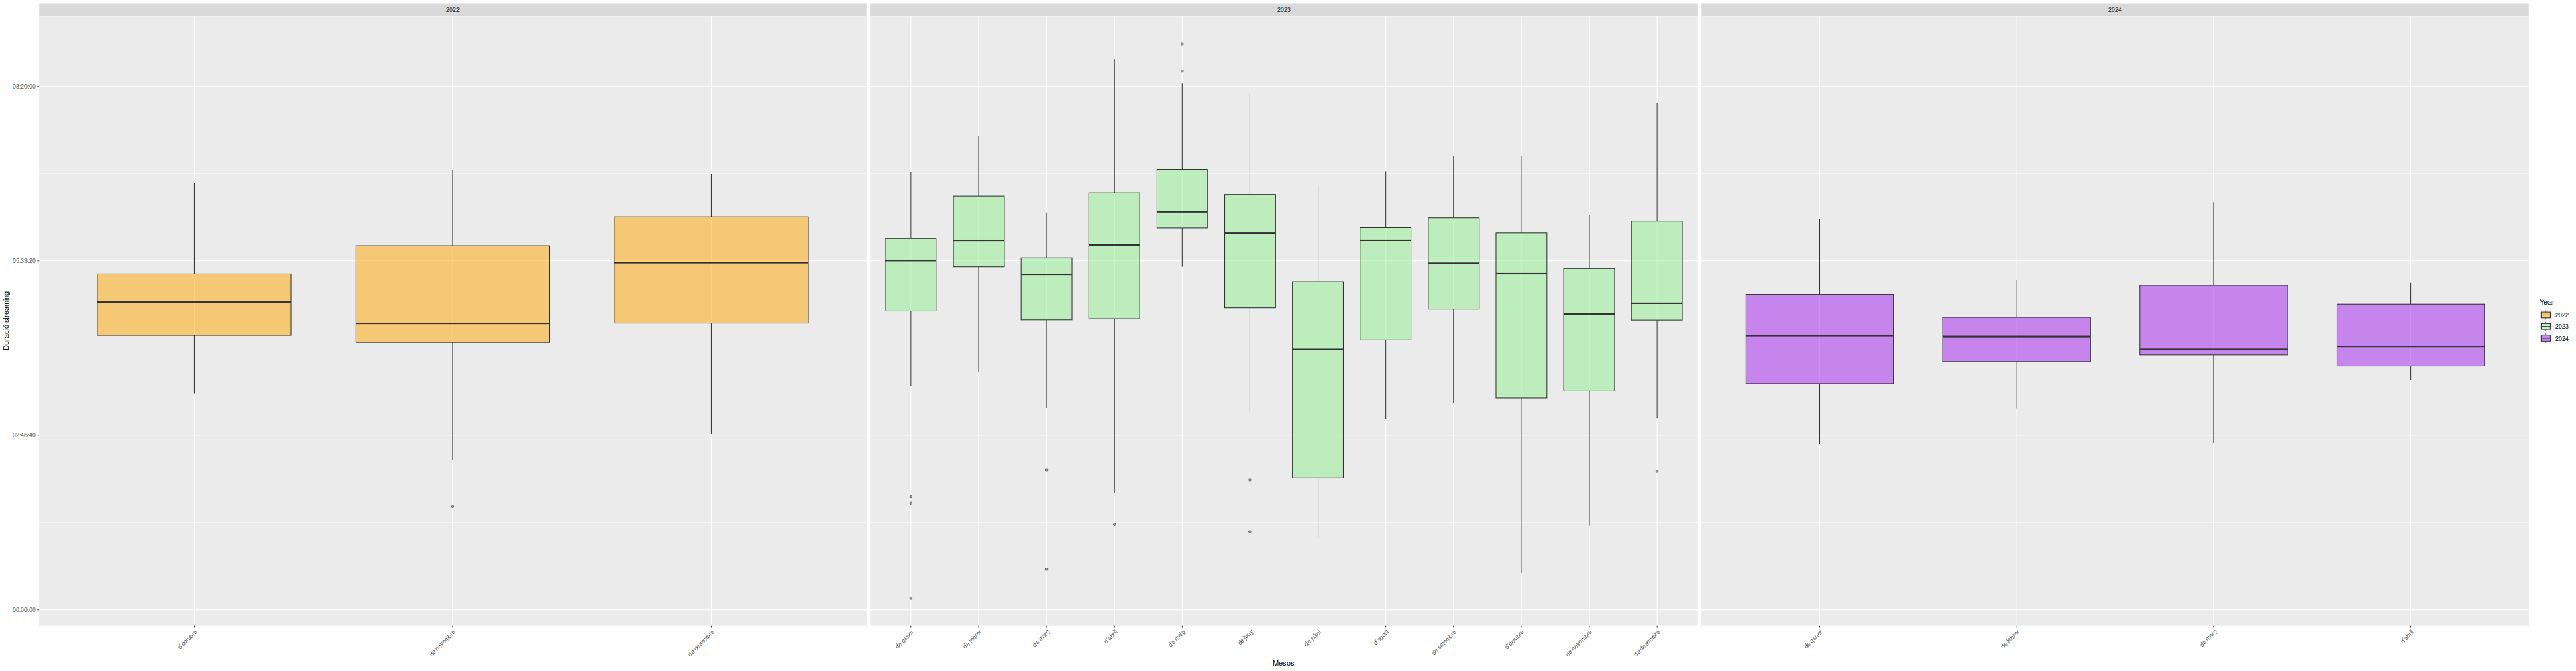 2022
2023
2024
08:20:00
05:33:20
02:46:40
00:00:00
Duració streaming
d'octubre
de novembre
de desembre
de gener
de febrer
de març
d'abril
de maig
de juny
de juliol
d'agost
de setembre
d'octubre
de novembre
de desembre
de gener
de febrer
de març
d'abril
Mesos
Year
2022
2023
2024